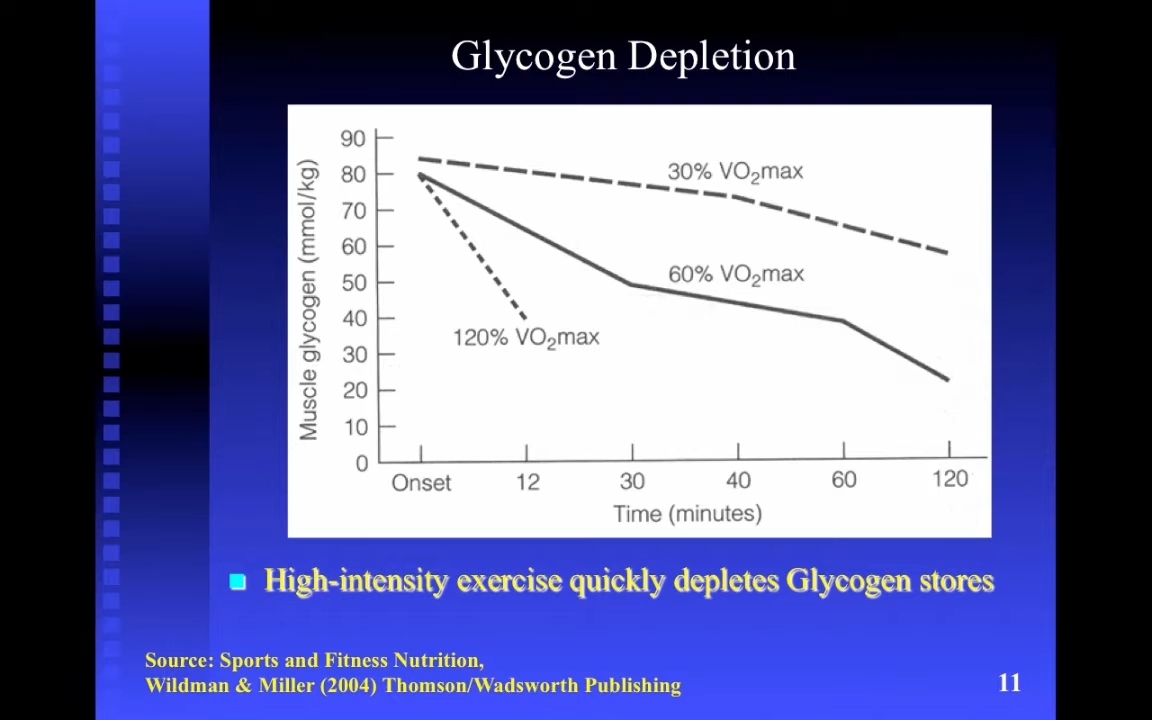 Glycogen Depletion
90
80
70
60
50
40
30
20
10
0
Muscle glycogen (mmol/kg)
30% VO₂max
60% VO₂max
120% VO₂max
Onset 12 30 40 60 120
Time (minutes)
High-intensity exercise quickly depletes Glycogen stores
Source: Sports and Fitness Nutrition,
Wildman & Miller (2004) Thomson/Wadsworth Publishing
11